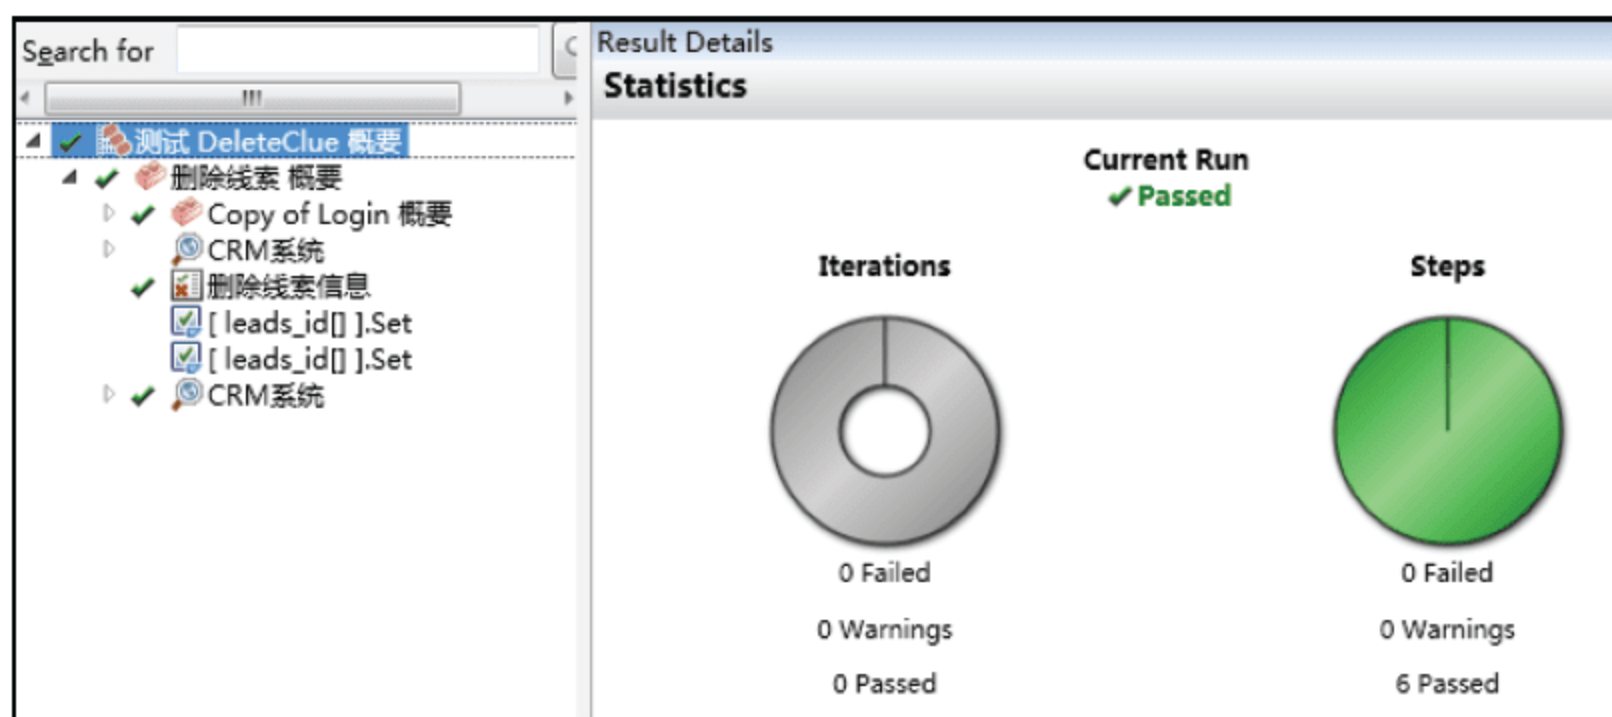 Search for
测试 DeleteClue 概要
删除线索 概要
Copy of Login 概要
CRM系统
删除线索信息
[ leads_id[] ].Set
[ leads_id[] ].Set
CRM系统
Result Details
Statistics
Current Run
Passed
Iterations
0 Failed
0 Warnings
0 Passed
Steps
0 Failed
0 Warnings
6 Passed